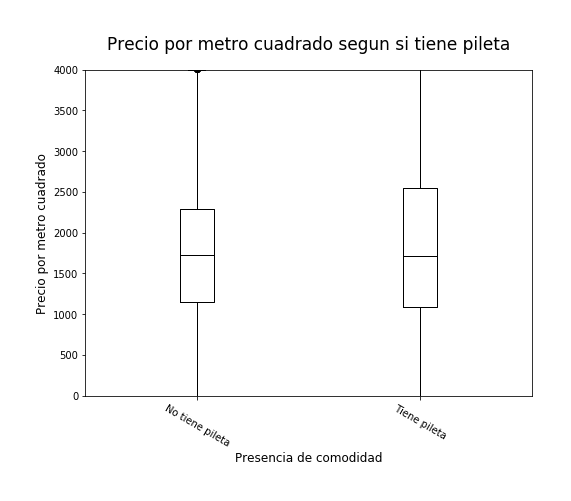 Precio por metro cuadrado segun si tiene pileta
Precio por metro cuadrado
4000
3500
3000
2500
2000
1500
1000
500
0
No tiene pileta
Tiene pileta
Presencia de comodidad